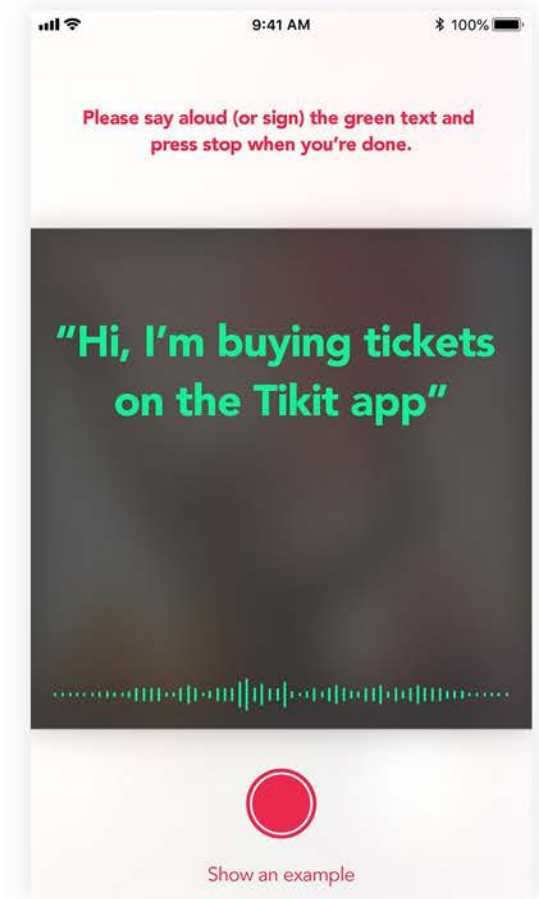 9:41 AM
100%
Please say aloud (or sign) the green text and
press stop when you’re done.
“Hi, I’m buying tickets
on the Tikit app”
Show an example